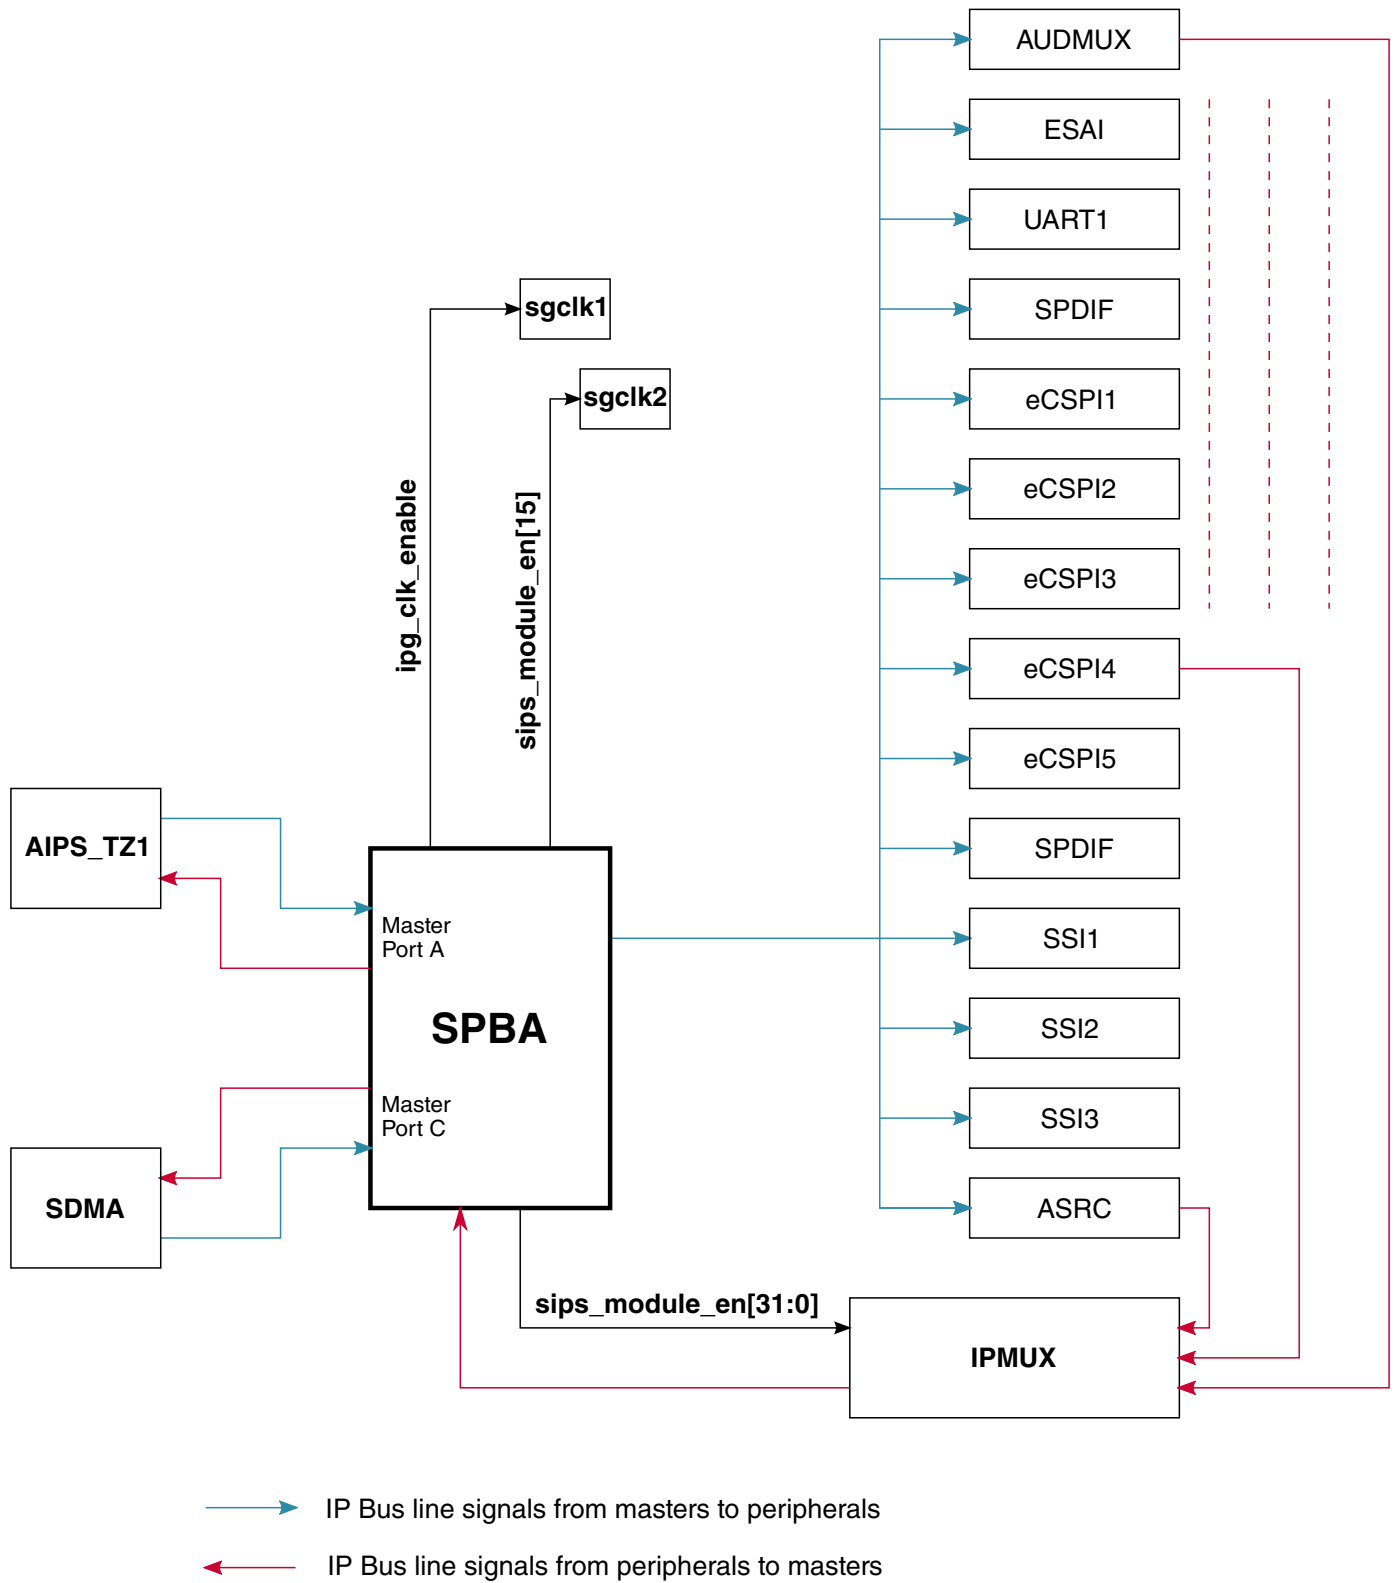 AUDMUX
ESAI
UART1
SPDIF
eCSPI1
eCSPI2
eCSPI3
eCSPI4
eCSPI5
SPDIF
SSI1
SSI2
SSI3
ASRC
sgclk1
sgclk2
ipg_clk_enable
sips_module_en[15]
AIPS_TZ1
Master
Port A
SPBA
Master
Port C
SDMA
sips_module_en[31:0]
IPMUX
IP Bus line signals from masters to peripherals
IP Bus line signals from peripherals to masters